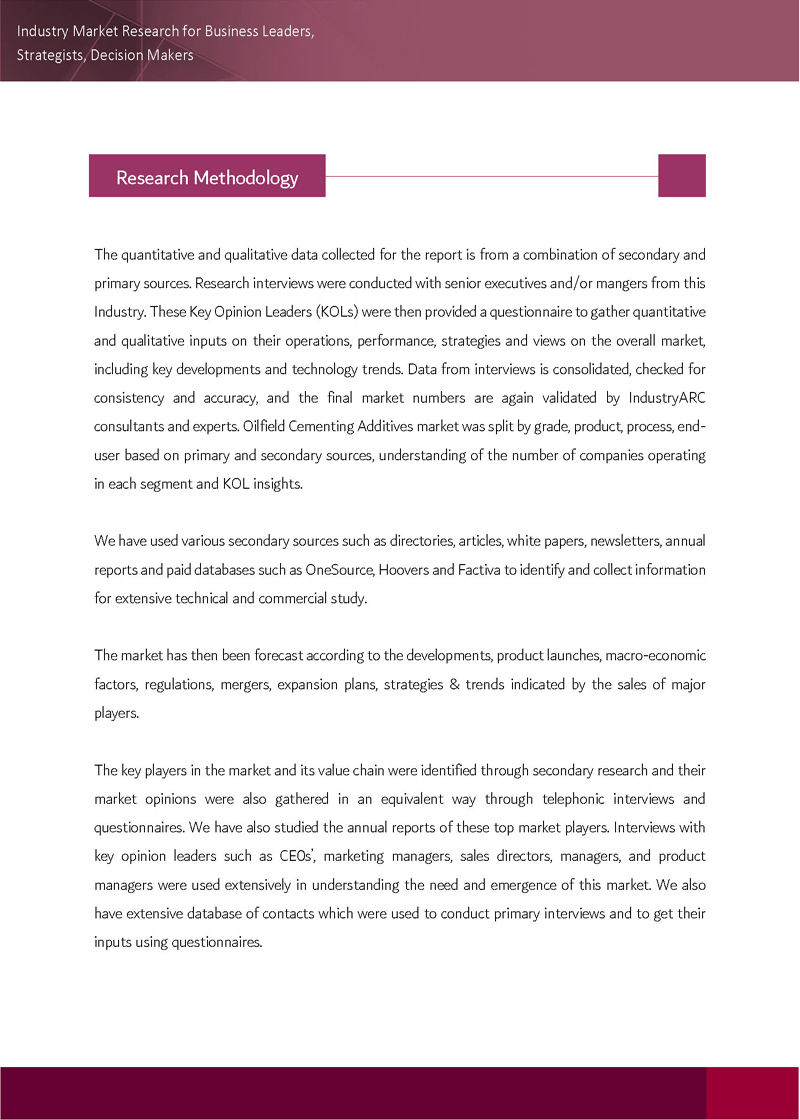 Industry Market Research for Business Leaders,
Strategists, Decision Makers
Research Methodology
The quantitative and qualitative data collected for the report is from a combination of secondary and
primary sources. Research interviews were conducted with senior executives and/or mangers from this
Industry. These Key Opinion Leaders (KOLs) were then provided a questionnaire to gather quantitative
and qualitative inputs on their operations, performance, strategies and views on the overall market,
including key developments and technology trends. Data from interviews is consolidated, checked for
consistency and accuracy, and the final market numbers are again validated by IndustryARC
consultants and experts. Oilfield Cementing Additives market was split by grade, product, process, end-
user based on primary and secondary sources, understanding of the number of companies operating
in each segment and KOL insights.
We have used various secondary sources such as directories, articles, white papers, newsletters, annual
reports and paid databases such as OneSource, Hoovers and Factiva to identify and collect information
for extensive technical and commercial study.
The market has then been forecast according to the developments, product launches, macro-economic
factors, regulations, mergers, expansion plans, strategies & trends indicated by the sales of major
players.
The key players in the market and its value chain were identified through secondary research and their
market opinions were also gathered in an equivalent way through telephonic interviews and
questionnaires. We have also studied the annual reports of these top market players. Interviews with
key opinion leaders such as CEOs’, marketing managers, sales directors, managers, and product
managers were used extensively in understanding the need and emergence of this market. We also
have extensive database of contacts which were used to conduct primary interviews and to get their
inputs using questionnaires.